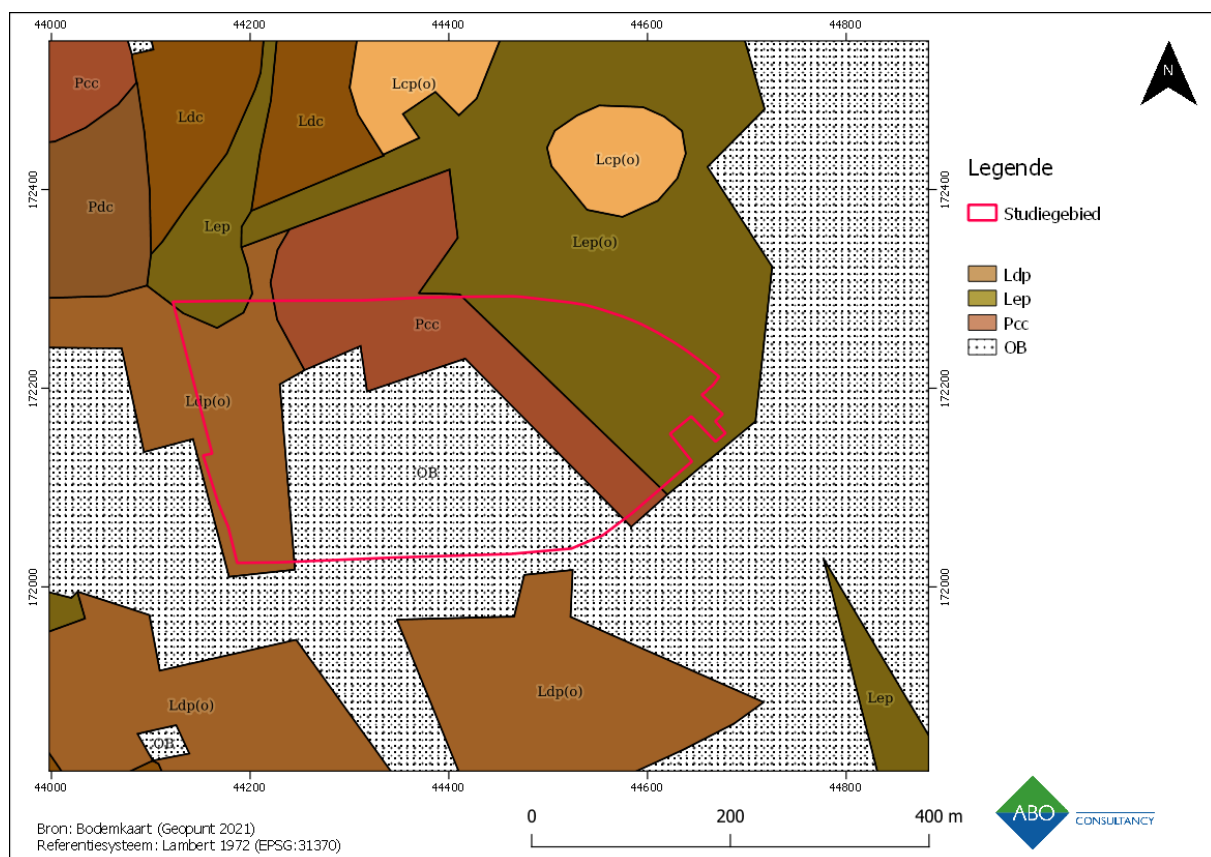 44000 44200 44400 44600 44800
N
Pcc
Ldc
Ldc
Lcp(o)
Lcp(o)
Pdc
Lep
Lep(o)
Pcc
Ldp(o)
OB
Ldp(o)
OB
Ldp(o)
Lep
172400
172200
172000
172400
172200
172000
44000 44200 44400 44600 44800
Legende
Studiegebied
Ldp
Lep
Pcc
OB
Bron: Bodemkaart (Geopunt 2021)
Referentiesysteem: Lambert 1972 (EPSG:31370)
0 200 400 m
ABO
CONSULTANCY